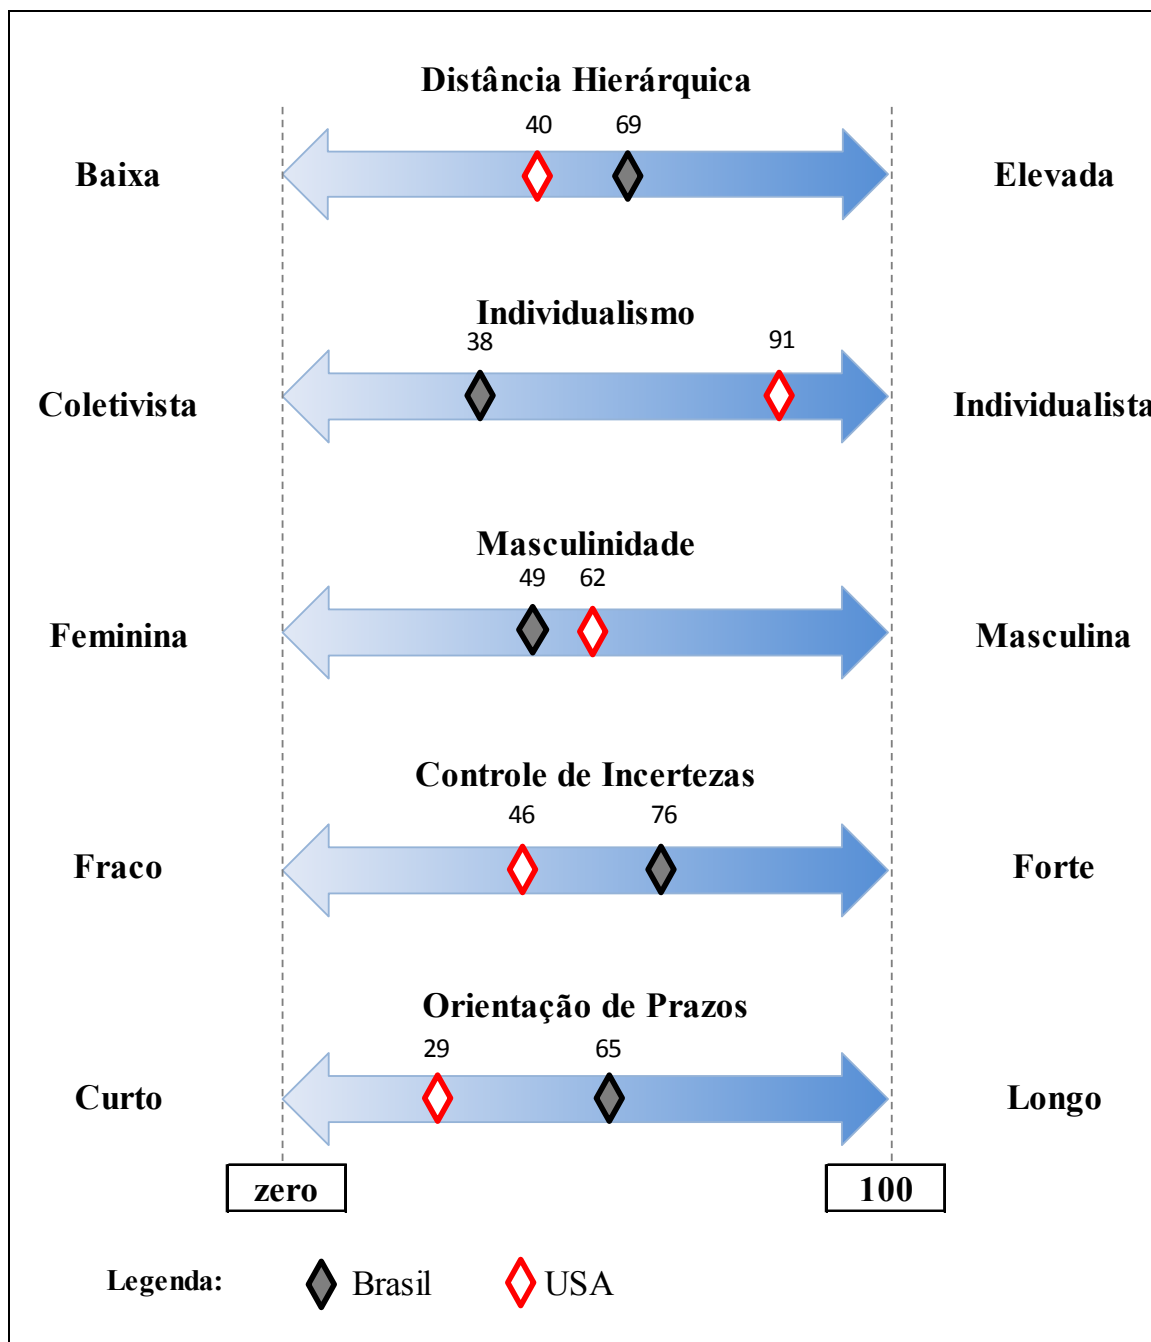 Distância Hierárquica
40 69
Baixa Elevada
Individualismo
38 91
Coletivista Individualista
Masculinidade
49 62
Feminina Masculina
Controle de Incertezas
46 76
Fraco Forte
Orientação de Prazos
29 65
Curto Longo
zero 100
Legenda: Brasil USA